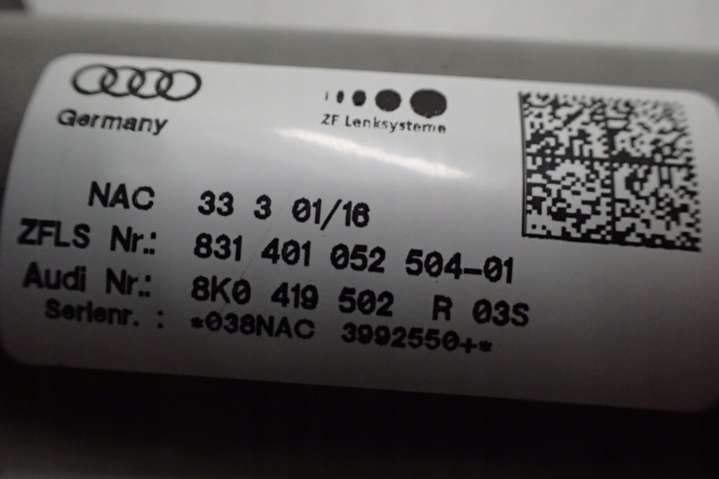 Germany
ZF Lenksysteme
NAC 33 3 01/16
ZFLS Nr.: 831 401 052 504-01
Audi Nr.: 8K0 419 502 R 03S
Seriennr. : *038NAC 3992550+*